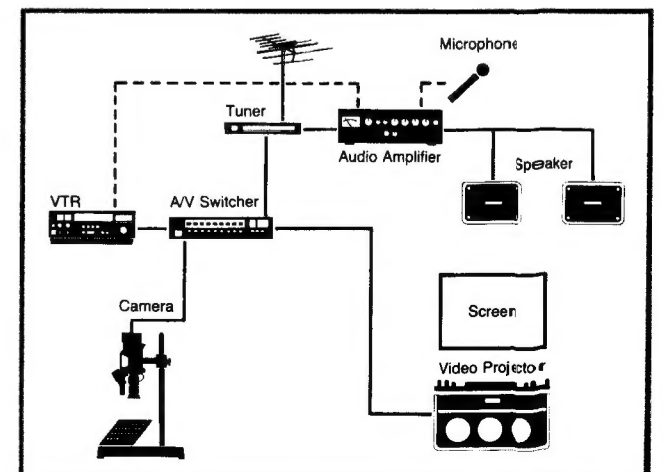 Microphone
Tuner
Audio Amplifier
Speaker
VTR
A/V Switcher
Camera
Screen
Video Projector